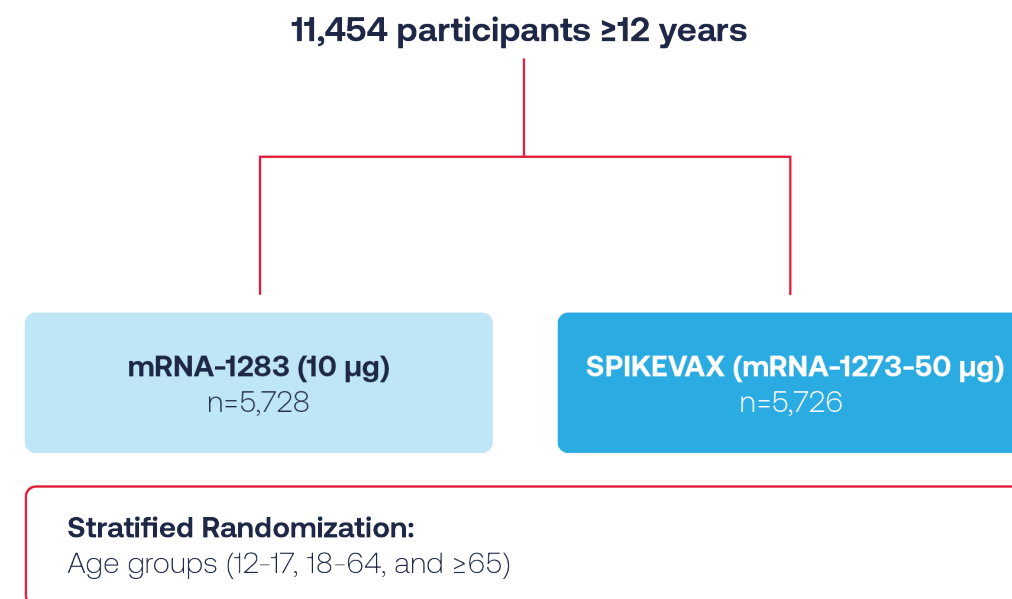 11,454 participants ≥12 years
mRNA-1283 (10 µg)
n=5,728
SPIKEVAX (mRNA-1273-50 µg)
n=5,726
Stratified Randomization:
Age groups (12-17, 18-64, and ≥65)